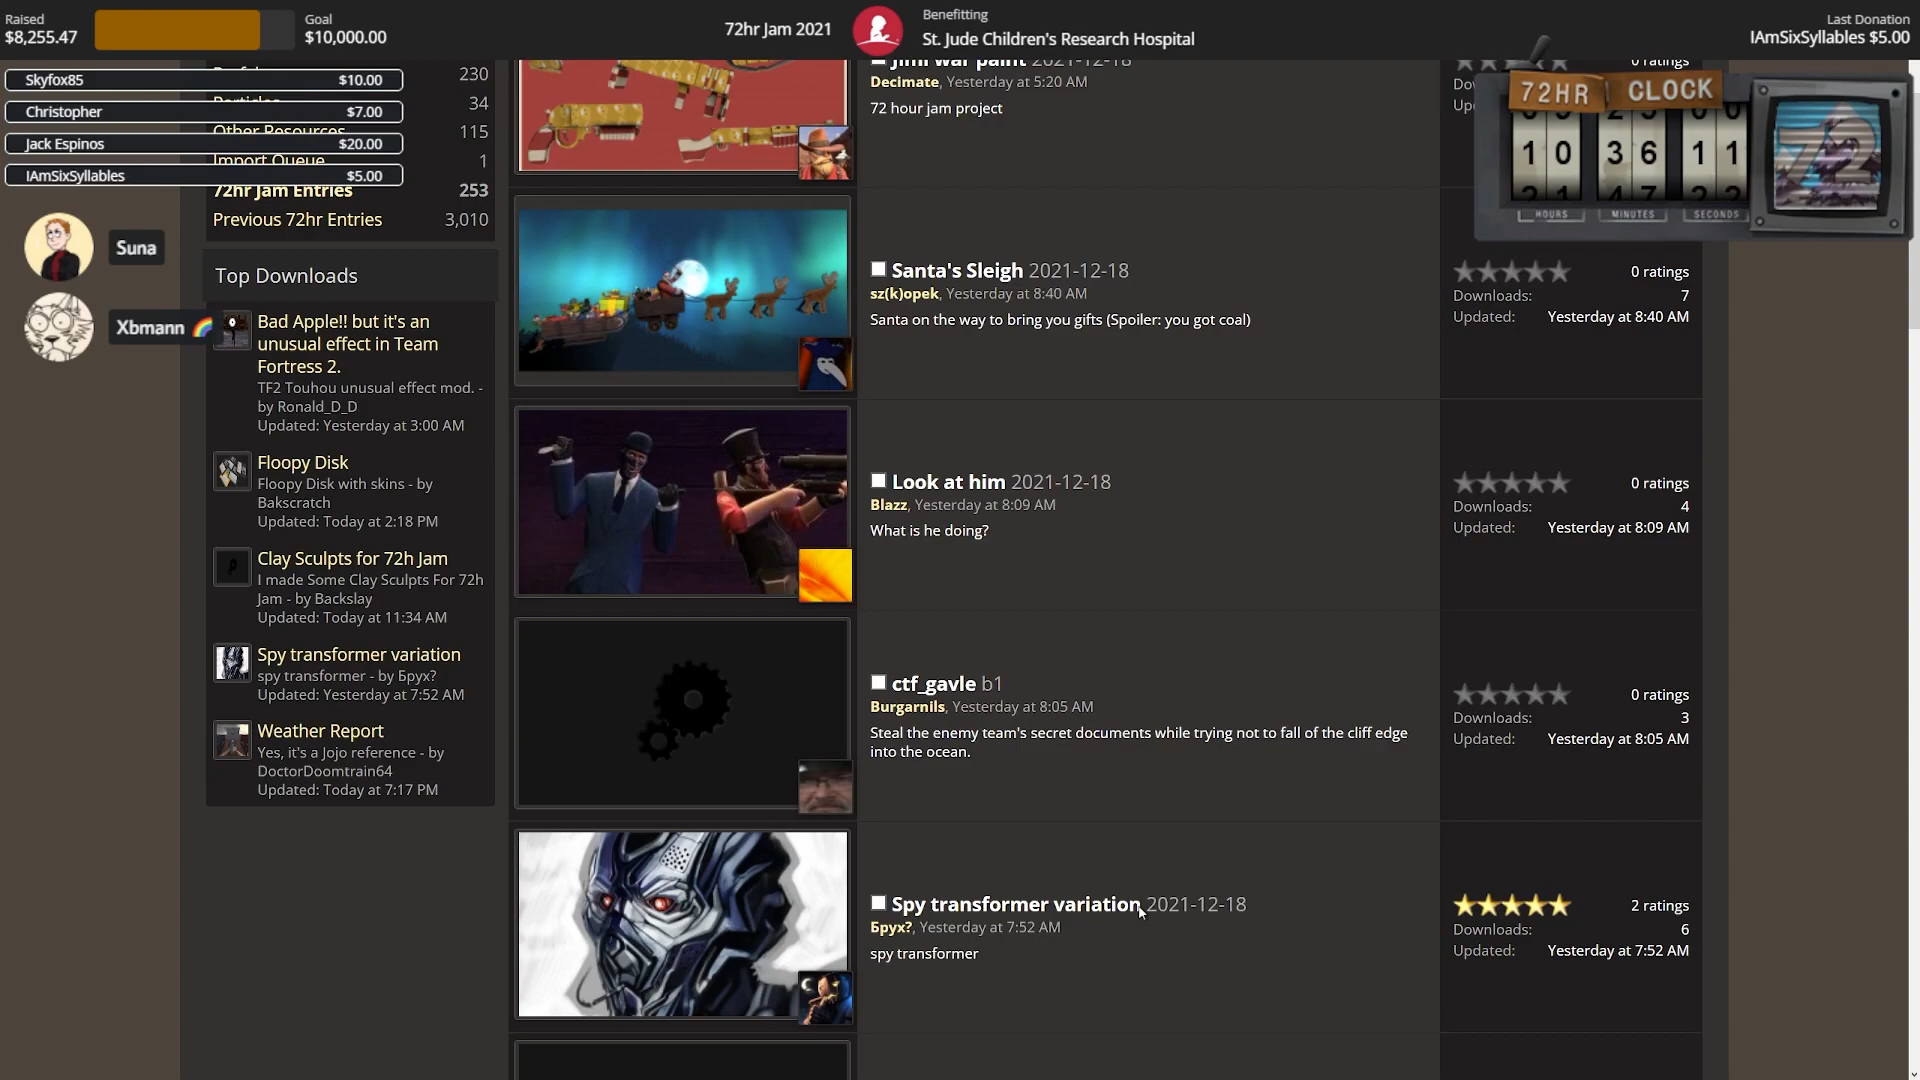 Raised
$8,255.47
Goal
$10,000.00
72hr Jam 2021
Benefitting
St. Jude Children's Research Hospital
Last Donation
IAmSixSyllables $5.00
Skyfox85 $10.00
Christopher $7.00
Jack Espinos $20.00
IAmSixSyllables $5.00
230
Particles 34
Other Resources 115
Import Queue 1
72hr Jam Entries 253
Previous 72hr Entries 3,010
Suna
Xbmann
Top Downloads
Bad Apple!! but it's an
unusual effect in Team
Fortress 2.
TF2 Touhou unusual effect mod. -
by Ronald_D_D
Updated: Yesterday at 3:00 AM
Floopy Disk
Floopy Disk with skins - by
Bakscratch
Updated: Today at 2:18 PM
Clay Sculpts for 72h Jam
I made Some Clay Sculpts For 72h
Jam - by Backslay
Updated: Today at 11:34 AM
Spy transformer variation
spy transformer - by Брух?
Updated: Yesterday at 7:52 AM
Weather Report
Yes, it's a Jojo reference - by
DoctorDoomtrain64
Updated: Today at 7:17 PM
war paint 2021-12-18
Decimate, Yesterday at 5:20 AM
72 hour jam project
0 ratings
72HR CLOCK
10 36 11
HOURS MINUTES SECONDS
72
Santa's Sleigh 2021-12-18
sz(k)opek, Yesterday at 8:40 AM
Santa on the way to bring you gifts (Spoiler: you got coal)
0 ratings
Downloads: 7
Updated: Yesterday at 8:40 AM
Look at him 2021-12-18
Blazz, Yesterday at 8:09 AM
What is he doing?
0 ratings
Downloads: 4
Updated: Yesterday at 8:09 AM
ctf_gavle b1
Burgarnils, Yesterday at 8:05 AM
Steal the enemy team's secret documents while trying not to fall of the cliff edge
into the ocean.
0 ratings
Downloads: 3
Updated: Yesterday at 8:05 AM
Spy transformer variation 2021-12-18
Брух?, Yesterday at 7:52 AM
spy transformer
2 ratings
Downloads: 6
Updated: Yesterday at 7:52 AM